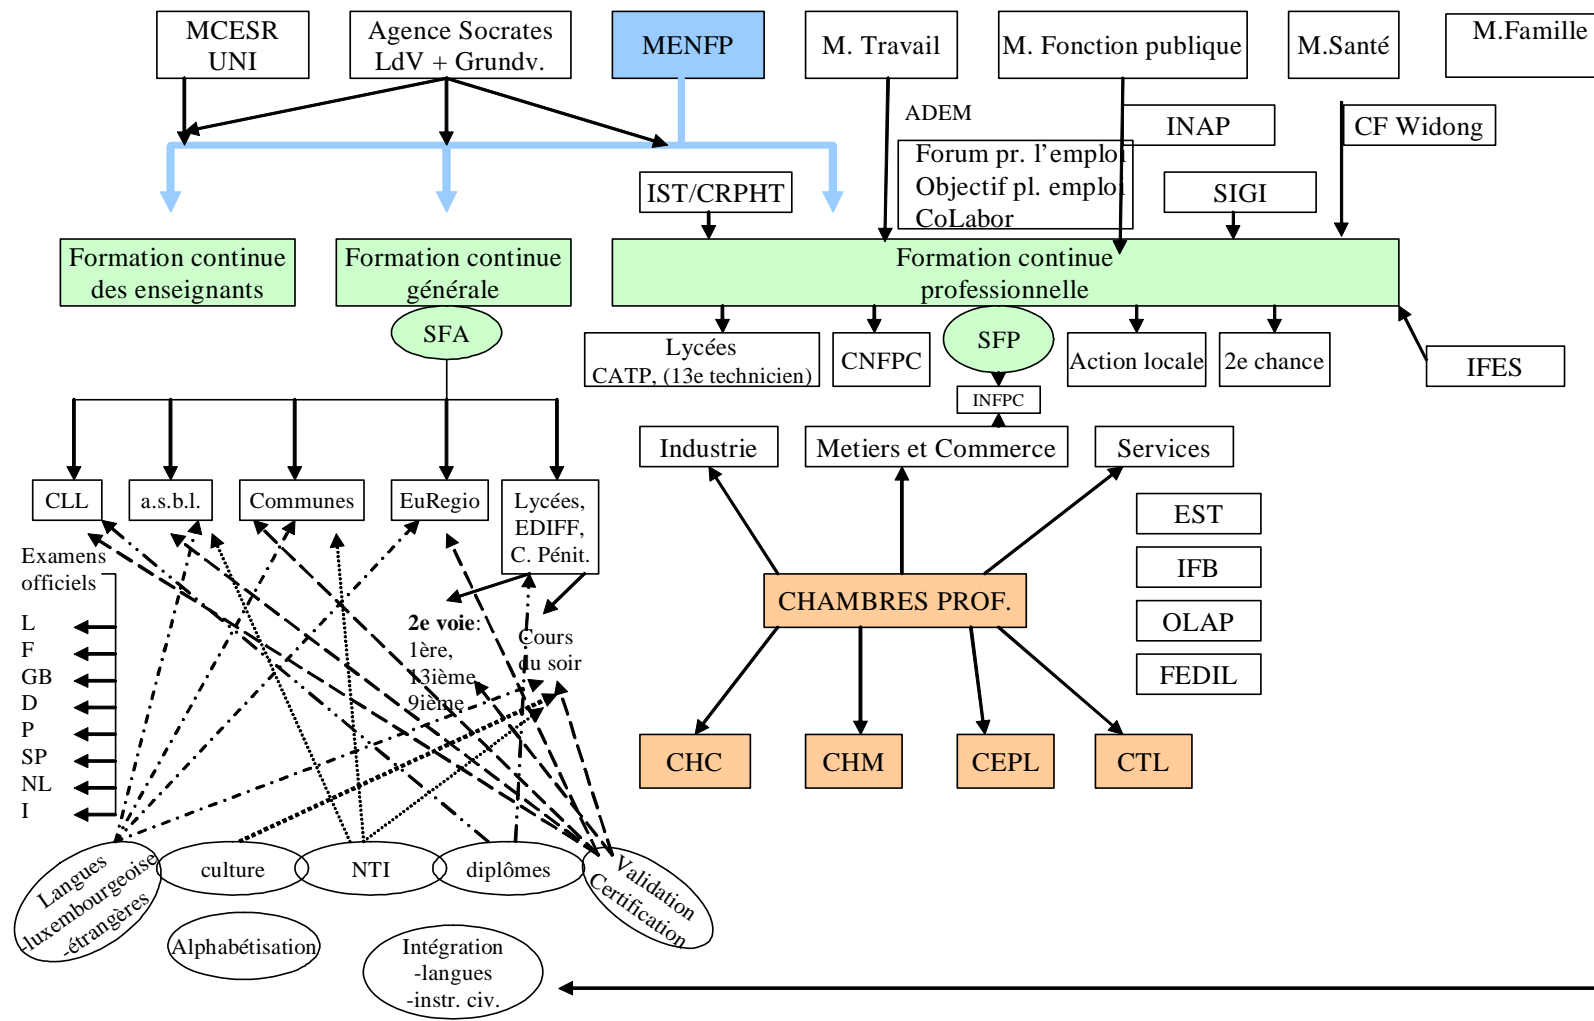 MCESR
UNI
Agence Socrates
LdV + Grundv.
MENFP
M. Travail
M. Fonction publique
M.Santé
M.Famille
ADEM
INAP
CF Widong
Forum pr. l'emploi
Objectif pl. emploi
CoLabor
IST/CRPHT
SIGI
Formation continue
des enseignants
Formation continue
générale
Formation continue
professionnelle
SFA
Lycées
CATP, (13e technicien)
CNFPC
SFP
Action locale
2e chance
IFES
INFPC
Industrie
Metiers et Commerce
Services
CLL
a.s.b.l.
Communes
EuRegio
Lycées,
EDIFF,
C. Pénit.
EST
IFB
OLAP
FEDIL
Examens
officiels
L
F
GB
D
P
SP
NL
I
2e voie:
1ère,
13ième
9ième
Cours
du soir
CHAMBRES PROF.
CHC
CHM
CEPL
CTL
Langues
-luxembourgeoise
-étrangères
culture
NTI
diplômes
Validation
Certification
Alphabétisation
Intégration
-langues
-instr. civ.